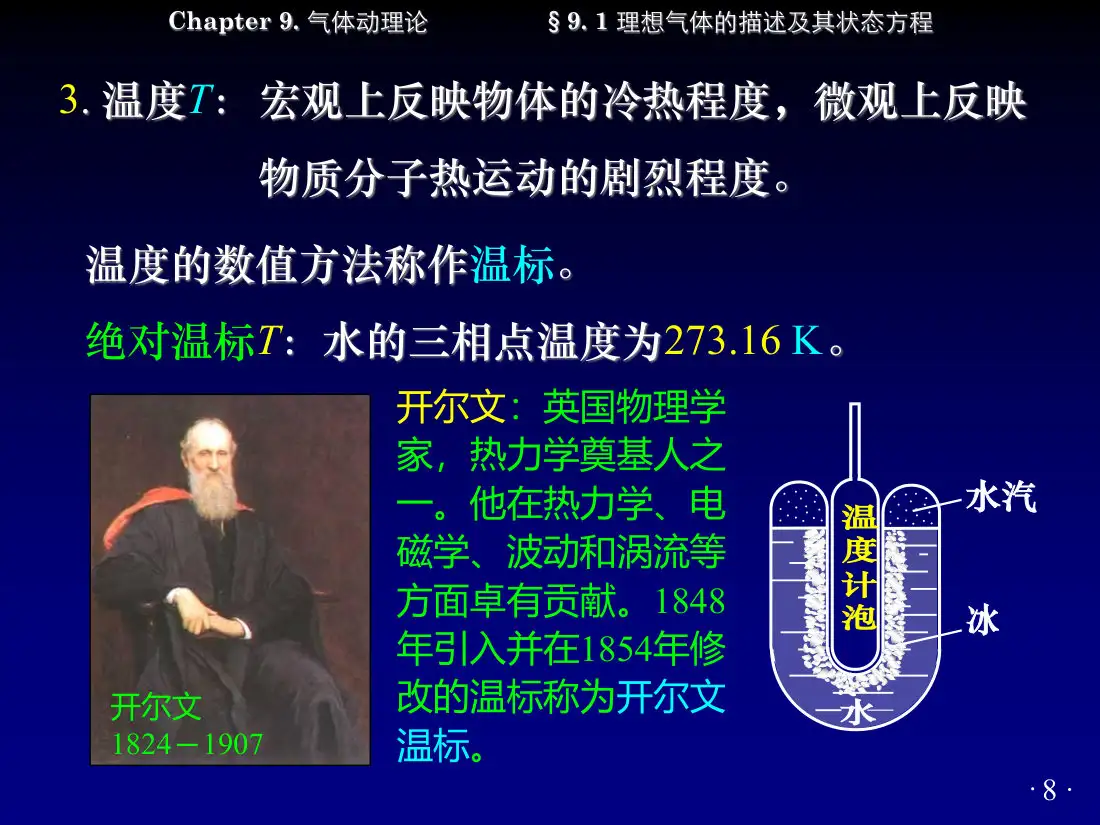 Chapter 9. 气体动理论 §9. 1 理想气体的描述及其状态方程
3. 温度T： 宏观上反映物体的冷热程度，微观上反映
物质分子热运动的剧烈程度。
温度的数值方法称作温标。
绝对温标T：水的三相点温度为273.16 K。
开尔文：英国物理学
家，热力学奠基人之
一。他在热力学、电
磁学、波动和涡流等
方面卓有贡献。1848
年引入并在1854年修
改的温标称为开尔文
温标。
开尔文
1824－1907
温度计泡
水汽
冰
水
·8·